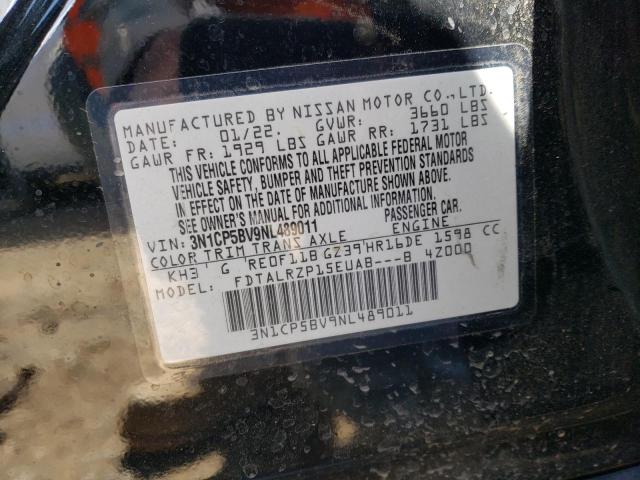 MANUFACTURED BY NISSAN MOTOR CO.,LTD.
DATE: 01/22. GVWR: 3660 LBS
GAWR FR: 1929 LBS GAWR RR: 1731 LBS
THIS VEHICLE CONFORMS TO ALL APPLICABLE FEDERAL MOTOR
VEHICLE SAFETY, BUMPER AND THEFT PREVENTION STANDARDS
IN EFFECT ON THE DATE OF MANUFACTURE SHOWN ABOVE.
SEE OWNER'S MANUAL FOR ADDITIONAL INSTRUCTION.
VIN: 3N1CP5BV9NL489011 PASSENGER CAR.
COLOR TRIM TRANS AXLE ENGINE
KH3 G RE0F11B GZ39 HR16DE 1598 CC
MODEL: FDTALRZP15EUAB---B 4Z000
3N1CP5BV9NL489011